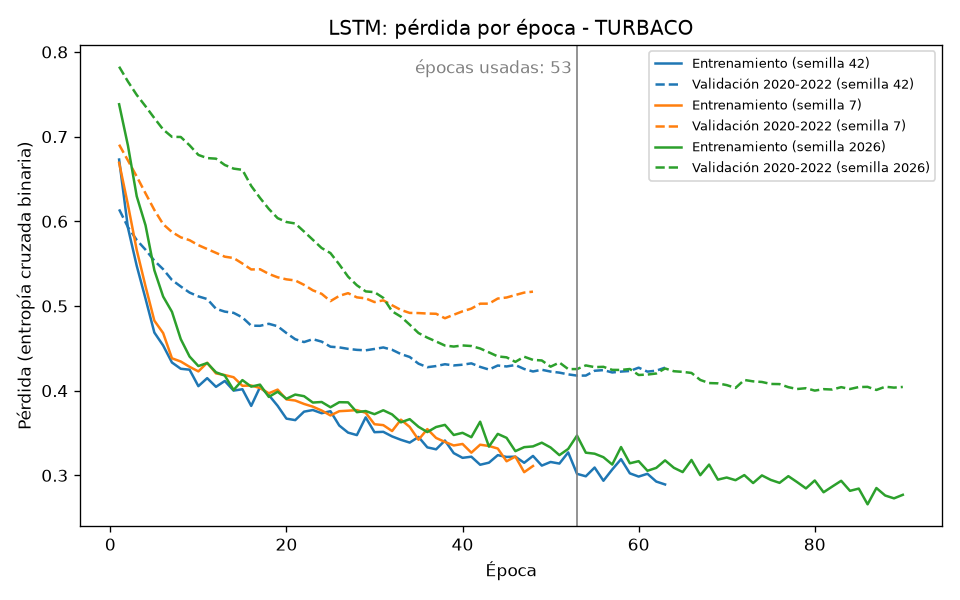 LSTM: pérdida por época - TURBACO
épocas usadas: 53
Entrenamiento (semilla 42)
Validación 2020-2022 (semilla 42)
Entrenamiento (semilla 7)
Validación 2020-2022 (semilla 7)
Entrenamiento (semilla 2026)
Validación 2020-2022 (semilla 2026)
Pérdida (entropía cruzada binaria)
0.8
0.7
0.6
0.5
0.4
0.3
0 20 40 60 80
Época